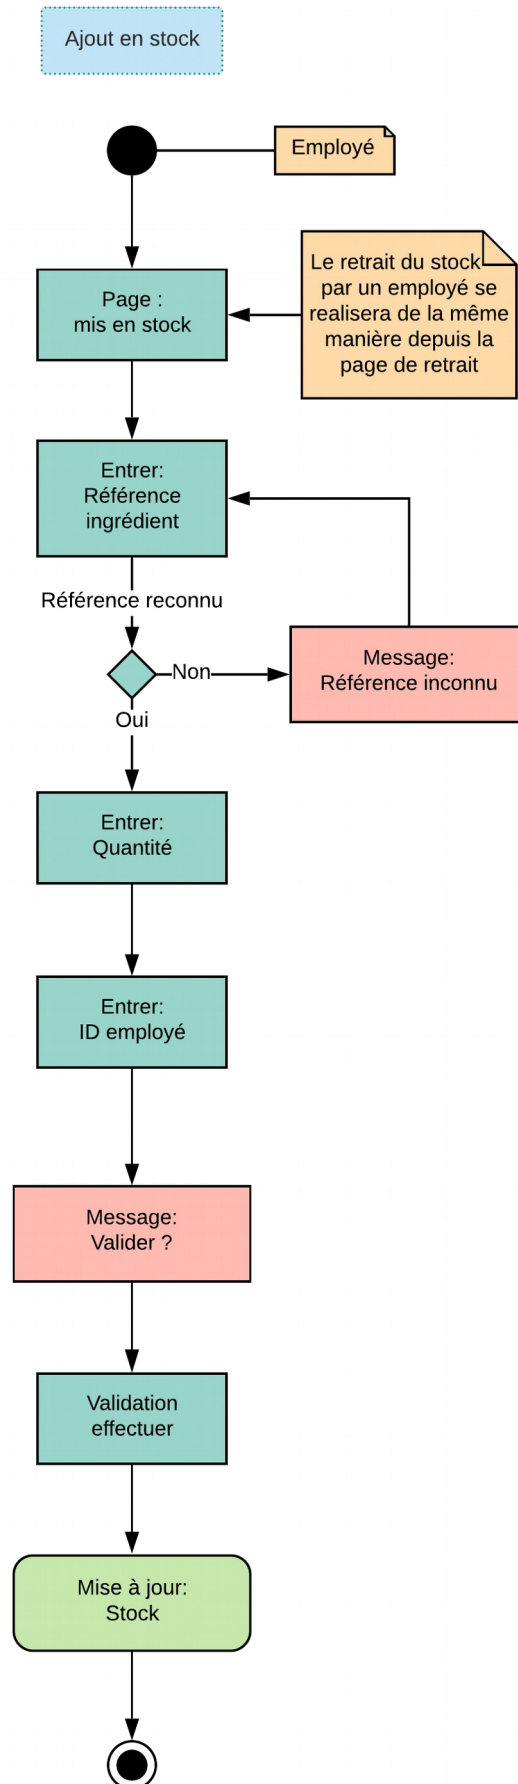 Ajout en stock
Employé
Le retrait du stock
par un employé se
realisera de la même
manière depuis la
page de retrait
Page :
mis en stock
Entrer:
Référence
ingrédient
Référence reconnu
Non
Message:
Référence inconnu
Oui
Entrer:
Quantité
Entrer:
ID employé
Message:
Valider ?
Validation
effectuer
Mise à jour:
Stock